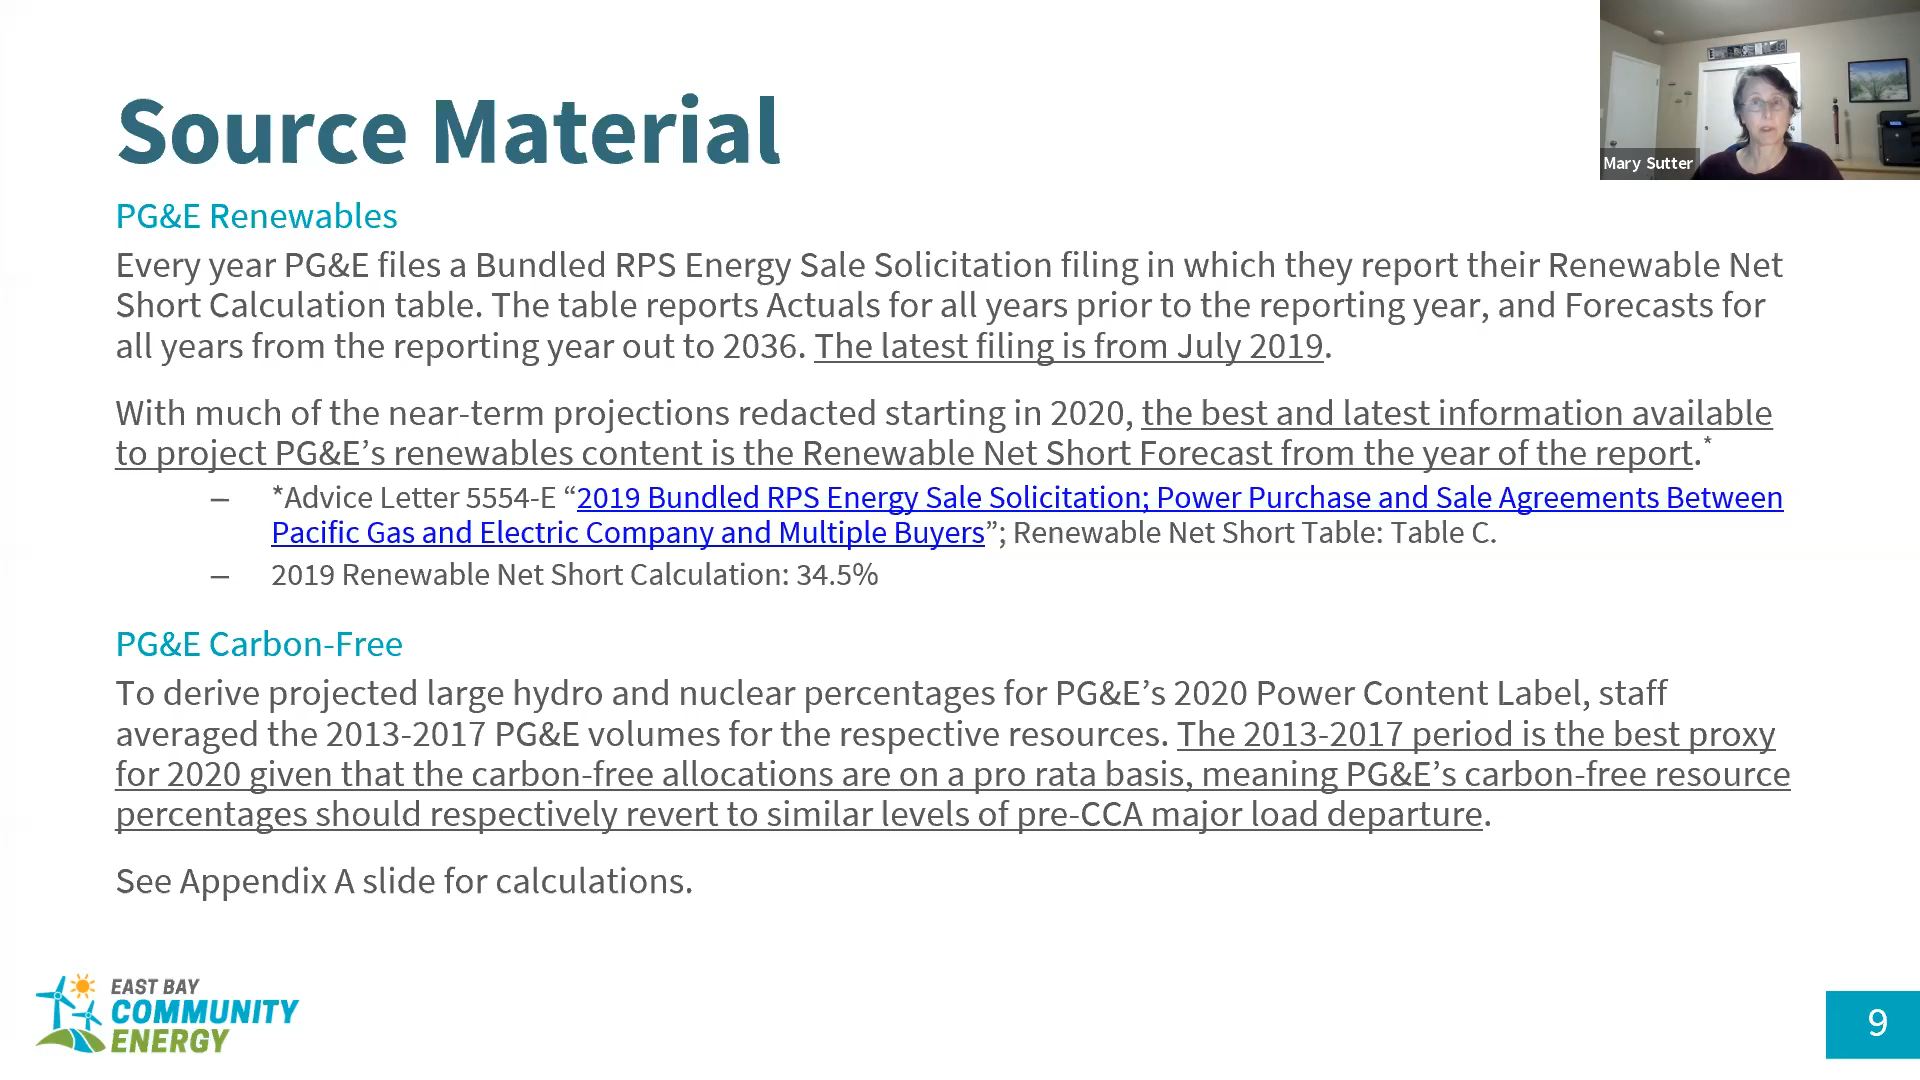 Source Material
Mary Sutter
PG&E Renewables
Every year PG&E files a Bundled RPS Energy Sale Solicitation filing in which they report their Renewable Net
Short Calculation table. The table reports Actuals for all years prior to the reporting year, and Forecasts for
all years from the reporting year out to 2036. The latest filing is from July 2019.
With much of the near-term projections redacted starting in 2020, the best and latest information available
to project PG&E’s renewables content is the Renewable Net Short Forecast from the year of the report.*
– *Advice Letter 5554-E “2019 Bundled RPS Energy Sale Solicitation; Power Purchase and Sale Agreements Between
Pacific Gas and Electric Company and Multiple Buyers”; Renewable Net Short Table: Table C.
– 2019 Renewable Net Short Calculation: 34.5%
PG&E Carbon-Free
To derive projected large hydro and nuclear percentages for PG&E’s 2020 Power Content Label, staff
averaged the 2013-2017 PG&E volumes for the respective resources. The 2013-2017 period is the best proxy
for 2020 given that the carbon-free allocations are on a pro rata basis, meaning PG&E’s carbon-free resource
percentages should respectively revert to similar levels of pre-CCA major load departure.
See Appendix A slide for calculations.
EAST BAY
COMMUNITY
ENERGY
9